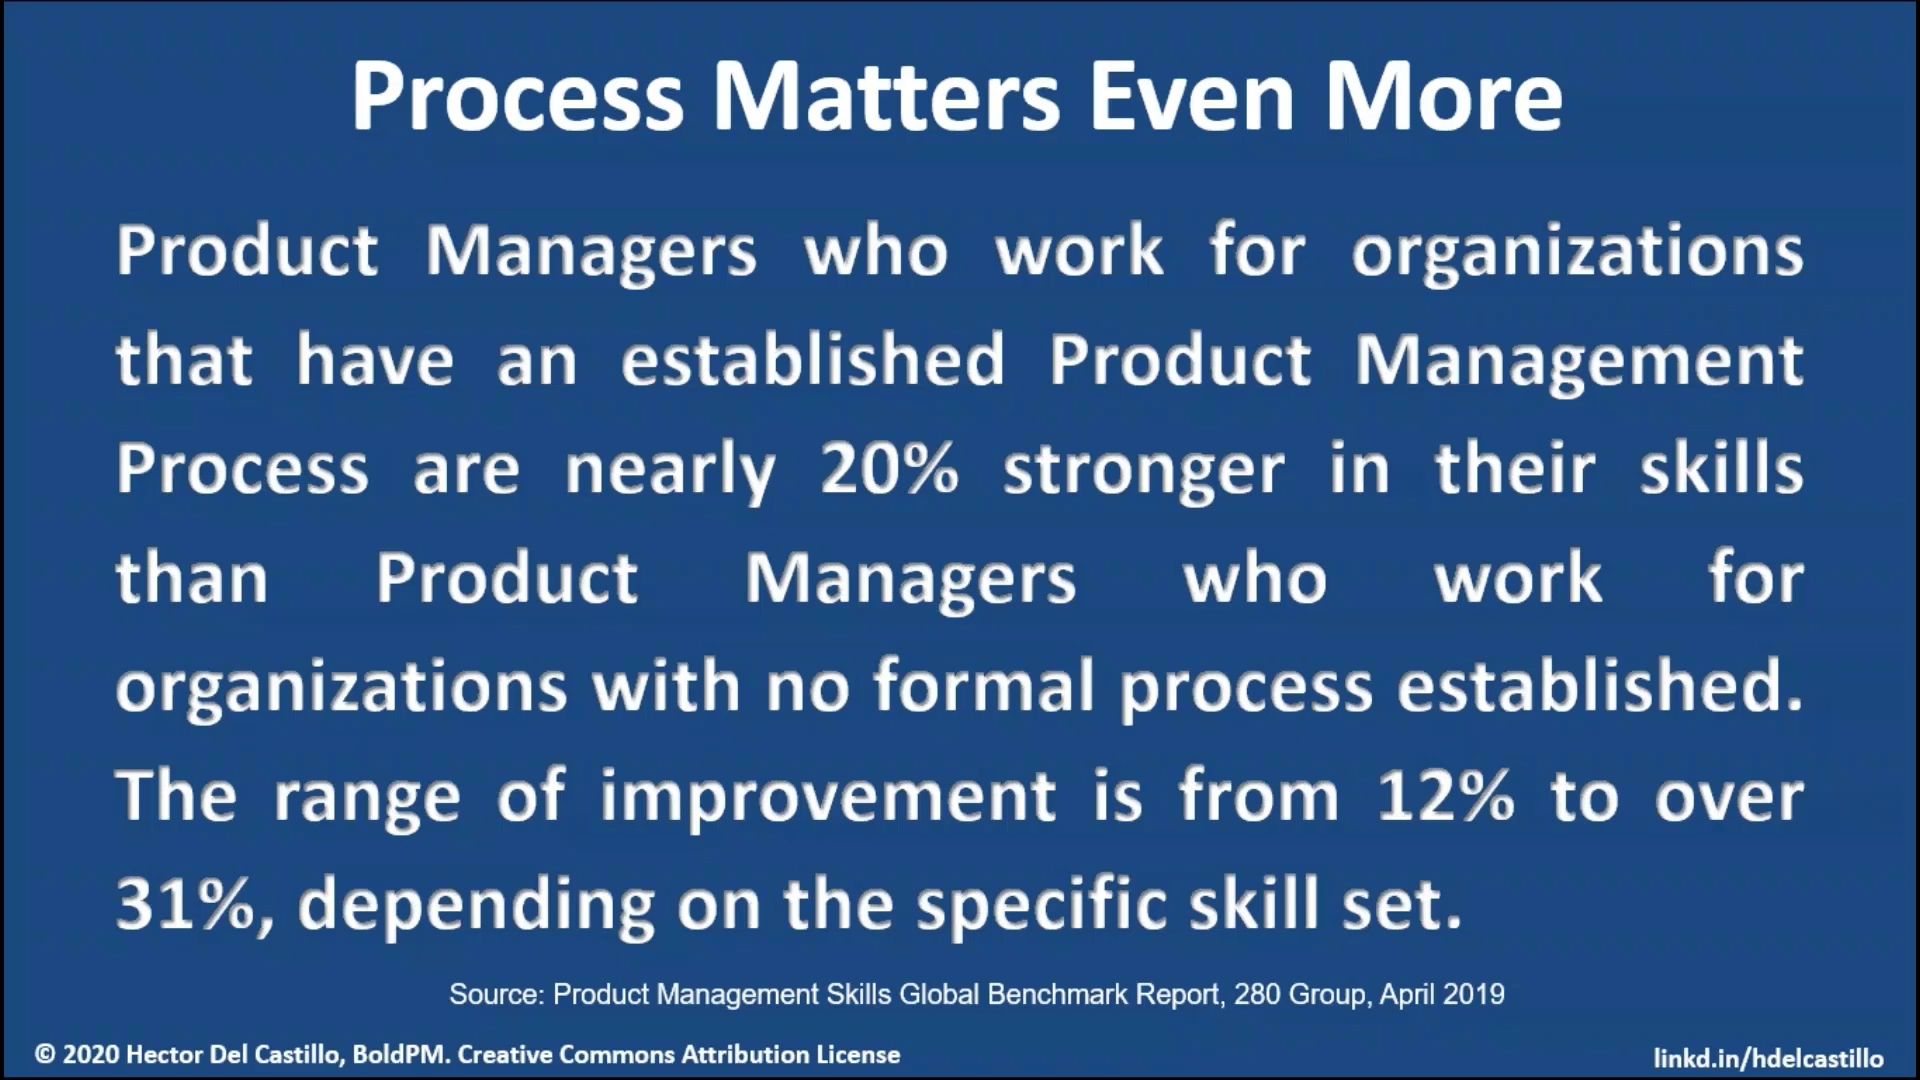 Process Matters Even More
Product Managers who work for organizations
that have an established Product Management
Process are nearly 20% stronger in their skills
than Product Managers who work for
organizations with no formal process established.
The range of improvement is from 12% to over
31%, depending on the specific skill set.
Source: Product Management Skills Global Benchmark Report, 280 Group, April 2019
© 2020 Hector Del Castillo, BoldPM. Creative Commons Attribution License
linkd.in/hdelcastillo